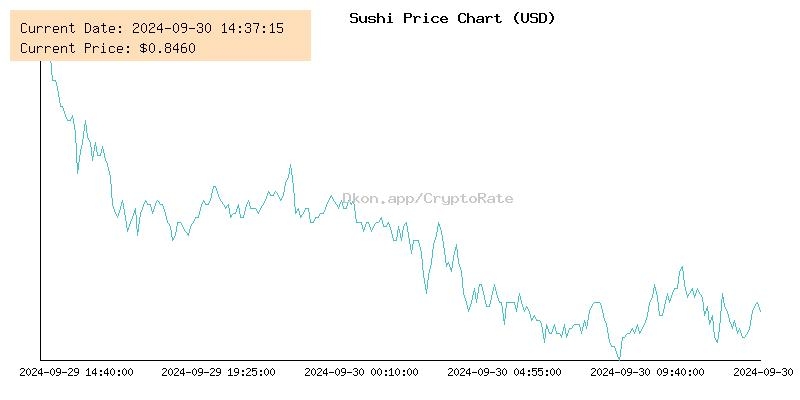 Sushi Price Chart (USD)
Current Date: 2024-09-30 14:37:15
Current Price: $0.8460
Dkon.app/CryptoRate
2024-09-29 14:40:00 2024-09-29 19:25:00 2024-09-30 00:10:00 2024-09-30 04:55:00 2024-09-30 09:40:00 2024-09-30